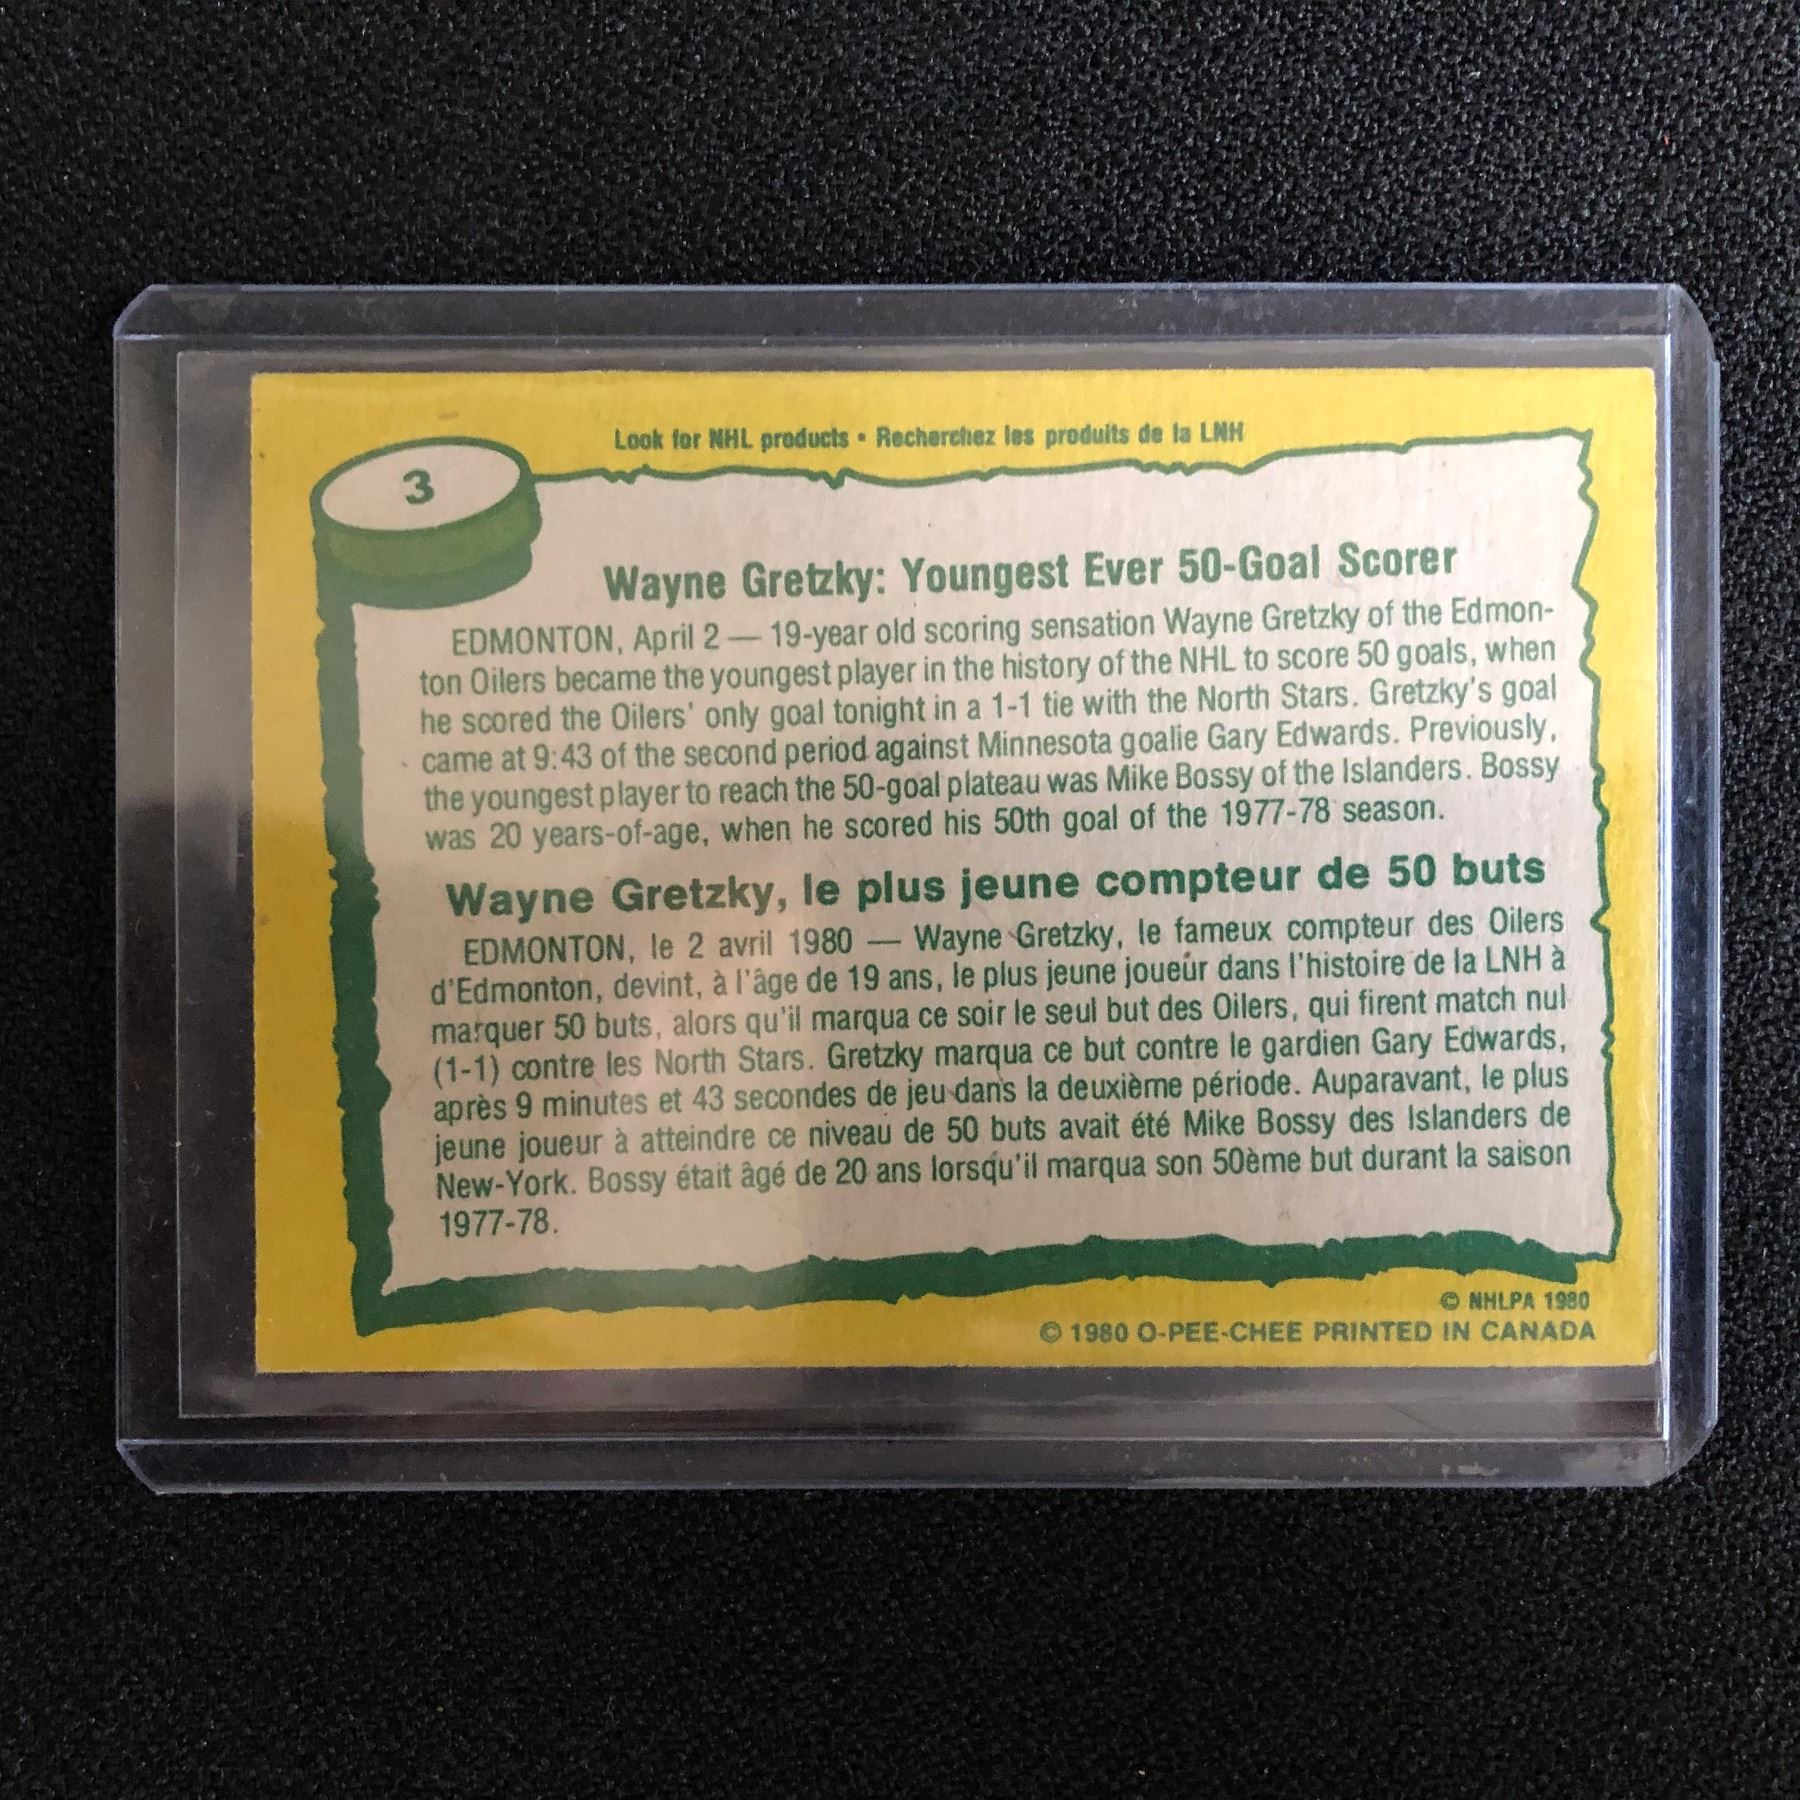 Look for NHL products • Recherchez les produits de la LNH
3
Wayne Gretzky: Youngest Ever 50-Goal Scorer
EDMONTON, April 2 — 19-year old scoring sensation Wayne Gretzky of the Edmon-
ton Oilers became the youngest player in the history of the NHL to score 50 goals, when
he scored the Oilers' only goal tonight in a 1-1 tie with the North Stars. Gretzky's goal
came at 9:43 of the second period against Minnesota goalie Gary Edwards. Previously,
the youngest player to reach the 50-goal plateau was Mike Bossy of the Islanders. Bossy
was 20 years-of-age, when he scored his 50th goal of the 1977-78 season.
Wayne Gretzky, le plus jeune compteur de 50 buts
EDMONTON, le 2 avril 1980 — Wayne Gretzky, le fameux compteur des Oilers
d'Edmonton, devint, à l'âge de 19 ans, le plus jeune joueur dans l'histoire de la LNH à
marquer 50 buts, alors qu'il marqua ce soir le seul but des Oilers, qui firent match nul
(1-1) contre les North Stars. Gretzky marqua ce but contre le gardien Gary Edwards,
après 9 minutes et 43 secondes de jeu dans la deuxième période. Auparavant, le plus
jeune joueur à atteindre ce niveau de 50 buts avait été Mike Bossy des Islanders de
New-York. Bossy était âgé de 20 ans lorsqu'il marqua son 50ème but durant la saison
1977-78.
© NHLPA 1980
© 1980 O-PEE-CHEE PRINTED IN CANADA